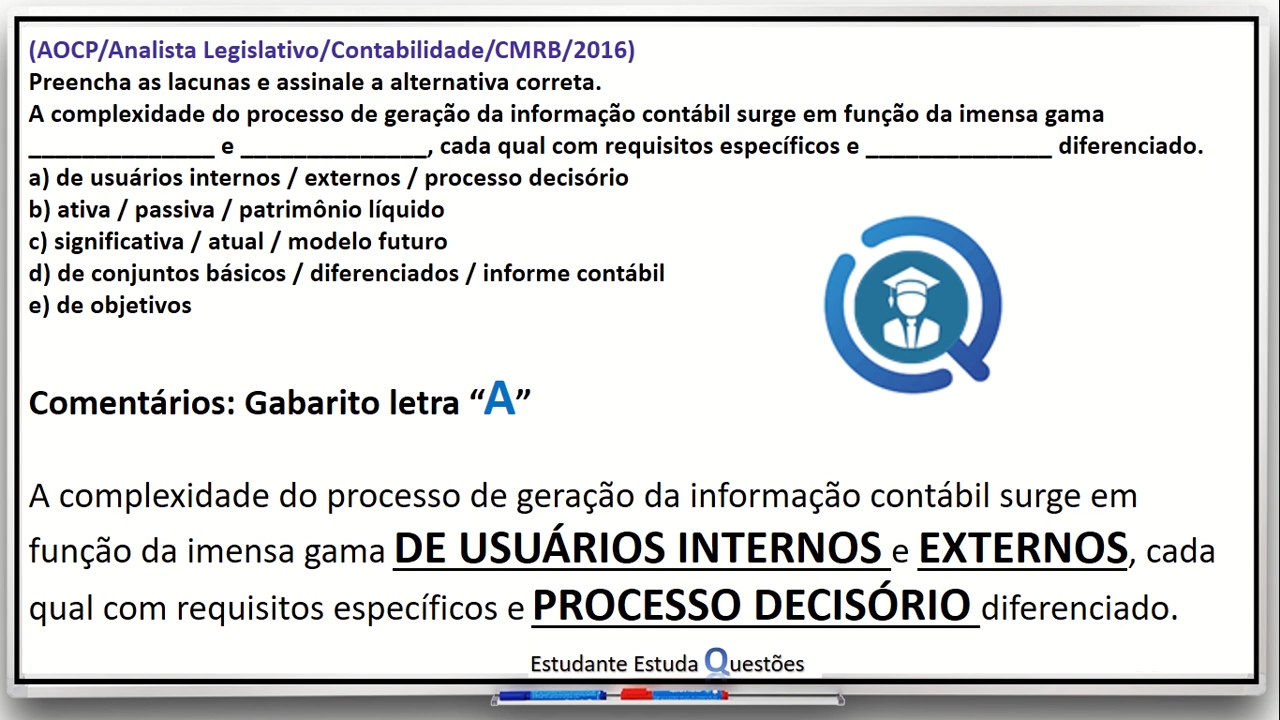 (AOCP/Analista Legislativo/Contabilidade/CMRB/2016)
Preencha as lacunas e assinale a alternativa correta.
A complexidade do processo de geração da informação contábil surge em função da imensa gama
______________ e ______________, cada qual com requisitos específicos e ______________ diferenciado.
a) de usuários internos / externos / processo decisório
b) ativa / passiva / patrimônio líquido
c) significativa / atual / modelo futuro
d) de conjuntos básicos / diferenciados / informe contábil
e) de objetivos
Comentários: Gabarito letra “A”
A complexidade do processo de geração da informação contábil surge em
função da imensa gama DE USUÁRIOS INTERNOS e EXTERNOS, cada
qual com requisitos específicos e PROCESSO DECISÓRIO diferenciado.
Estudante Estuda Questões